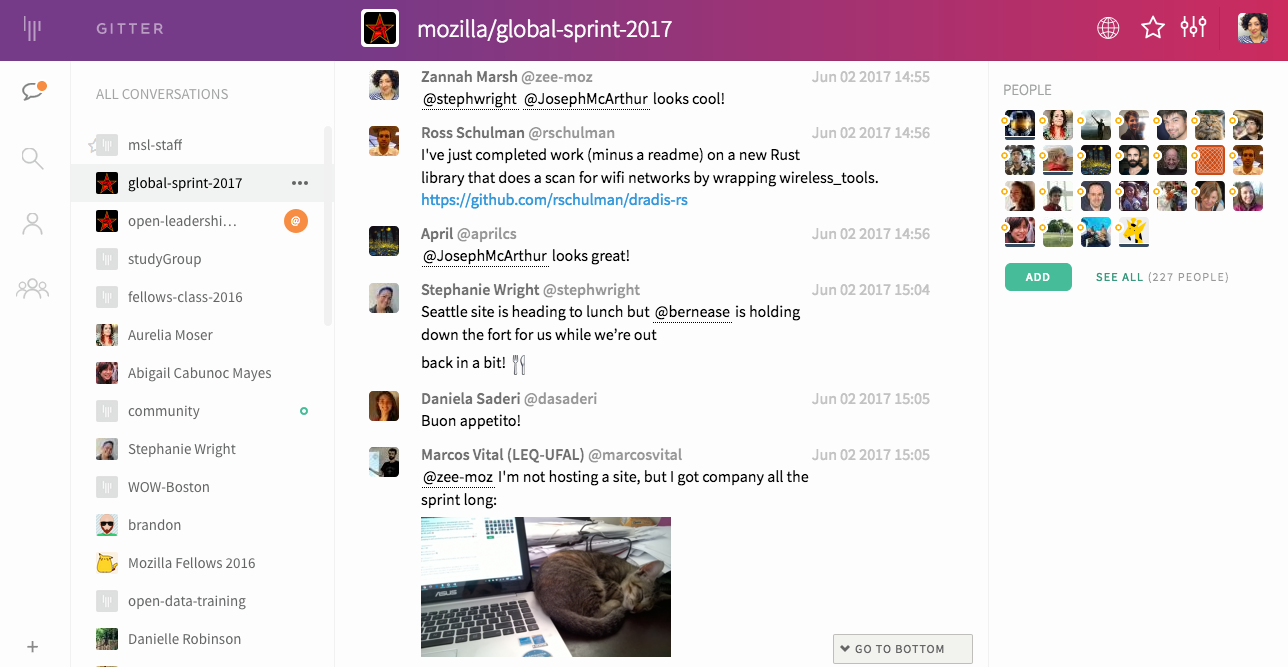 GITTER
mozilla/global-sprint-2017
ALL CONVERSATIONS
msl-staff
global-sprint-2017
open-leadershi…
@
studyGroup
fellows-class-2016
Aurelia Moser
Abigail Cabunoc Mayes
community
Stephanie Wright
WOW-Boston
brandon
Mozilla Fellows 2016
open-data-training
Danielle Robinson
Zannah Marsh @zee-moz Jun 02 2017 14:55
@stephwright @JosephMcArthur looks cool!
Ross Schulman @rschulman Jun 02 2017 14:56
I've just completed work (minus a readme) on a new Rust
library that does a scan for wifi networks by wrapping wireless_tools.
https://github.com/rschulman/dradis-rs
April @aprilcs Jun 02 2017 14:56
@JosephMcArthur looks great!
Stephanie Wright @stephwright Jun 02 2017 15:04
Seattle site is heading to lunch but @bernease is holding
down the fort for us while we're out
back in a bit!
Daniela Saderi @dasaderi Jun 02 2017 15:05
Buon appetito!
Marcos Vital (LEQ-UFAL) @marcosvital Jun 02 2017 15:05
@zee-moz I'm not hosting a site, but I got company all the
sprint long:
ASUS
GO TO BOTTOM
PEOPLE
ADD SEE ALL (227 PEOPLE)